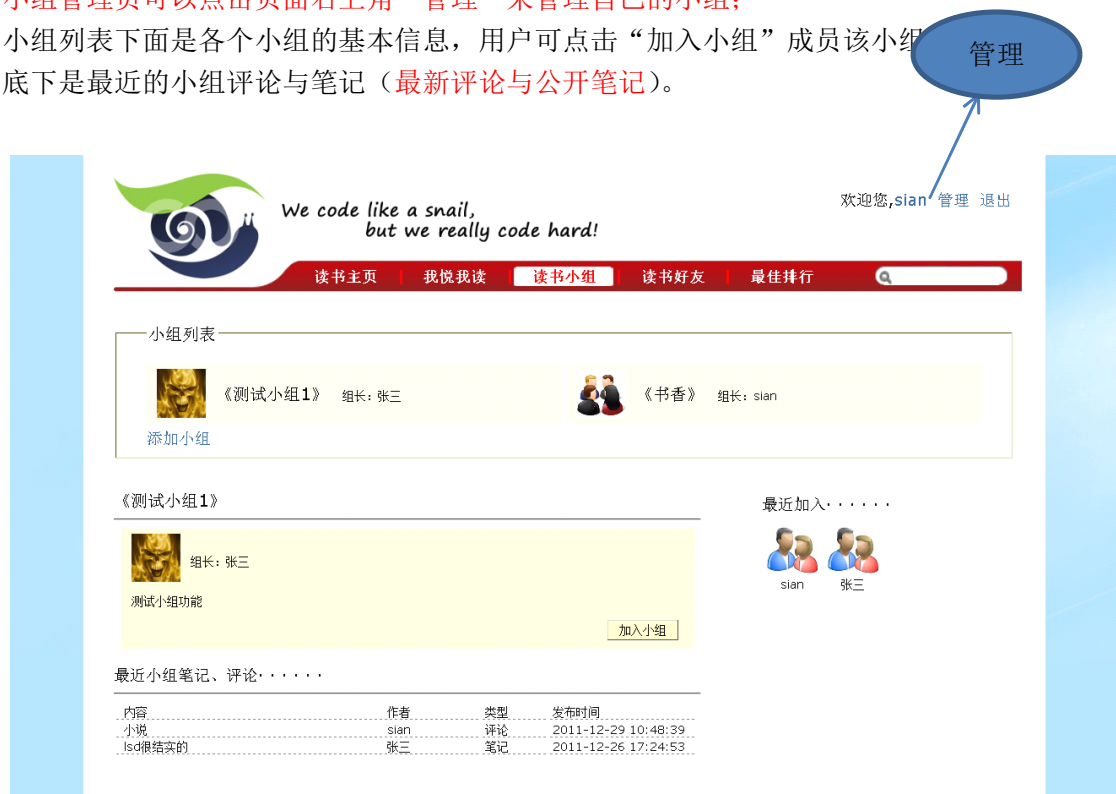 小组管理员可以点击页面右上角“管理”来管理自己的小组；
小组列表下面是各个小组的基本信息，用户可点击“加入小组”成员该小组
管理
底下是最近的小组评论与笔记（最新评论与公开笔记）。
We code like a snail,
but we really code hard!
欢迎您,sian 管理 退出
读书主页 我悦我读 读书小组 读书好友 最佳排行
小组列表
《测试小组1》 组长：张三 《书香》 组长：sian
添加小组
《测试小组1》
最近加入······
组长：张三
sian 张三
测试小组功能
加入小组
最近小组笔记、评论······
内容 作者 类型 发布时间
小说 sian 评论 2011-12-29 10:48:39
lsd很结实的 张三 笔记 2011-12-26 17:24:53